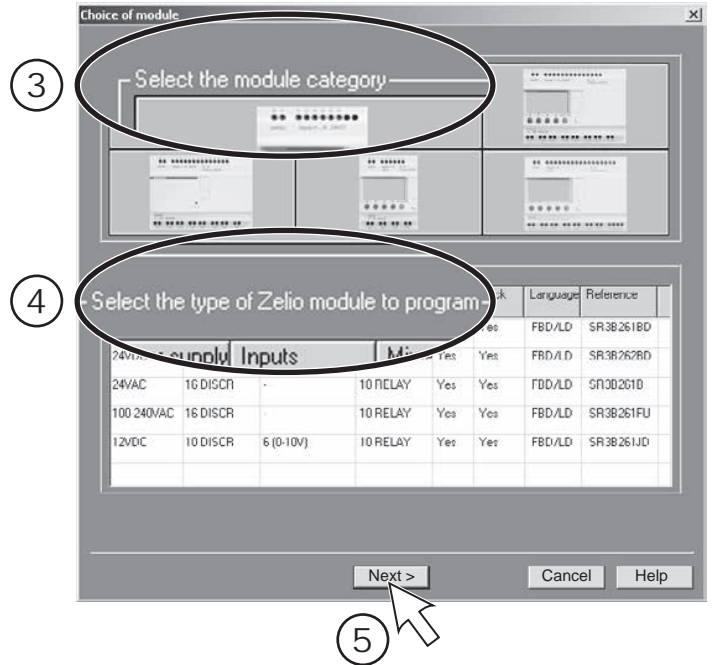 Choice of module
3
Select the module category
4
Select the type of Zelio module to program
Language Reference
Yes FBD/LD SR3B261BD
supply Inputs
Yes Yes FBD/LD SR3B262BD
24VAC 16 DISCR - 10 RELAY Yes Yes FBD/LD SR3B261B
100 240VAC 16 DISCR - 10 RELAY Yes Yes FBD/LD SR3B261FU
12VDC 10 DISCR 6 (0-10V) 10 RELAY Yes Yes FBD/LD SR3B261JD
Next >
Cancel
Help
5